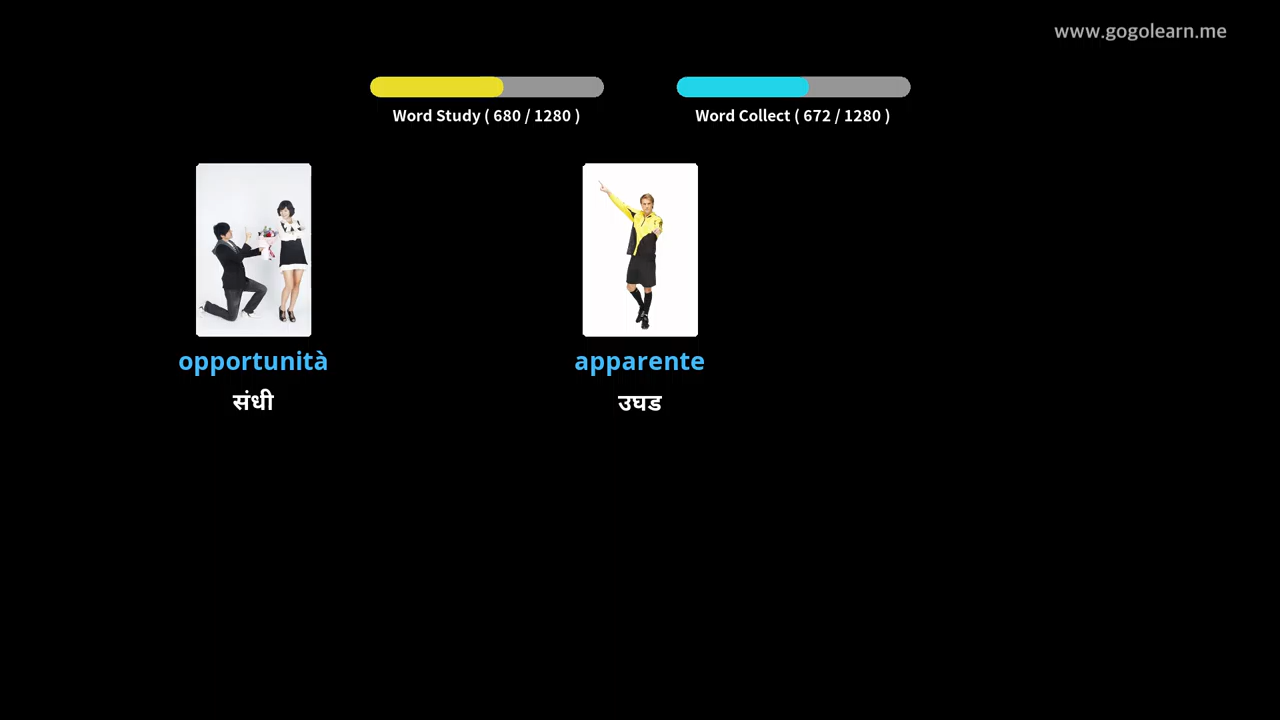 www.gogolearn.me
Word Study ( 680 / 1280 )
Word Collect ( 672 / 1280 )
opportunità
apparente
संधी
उघड